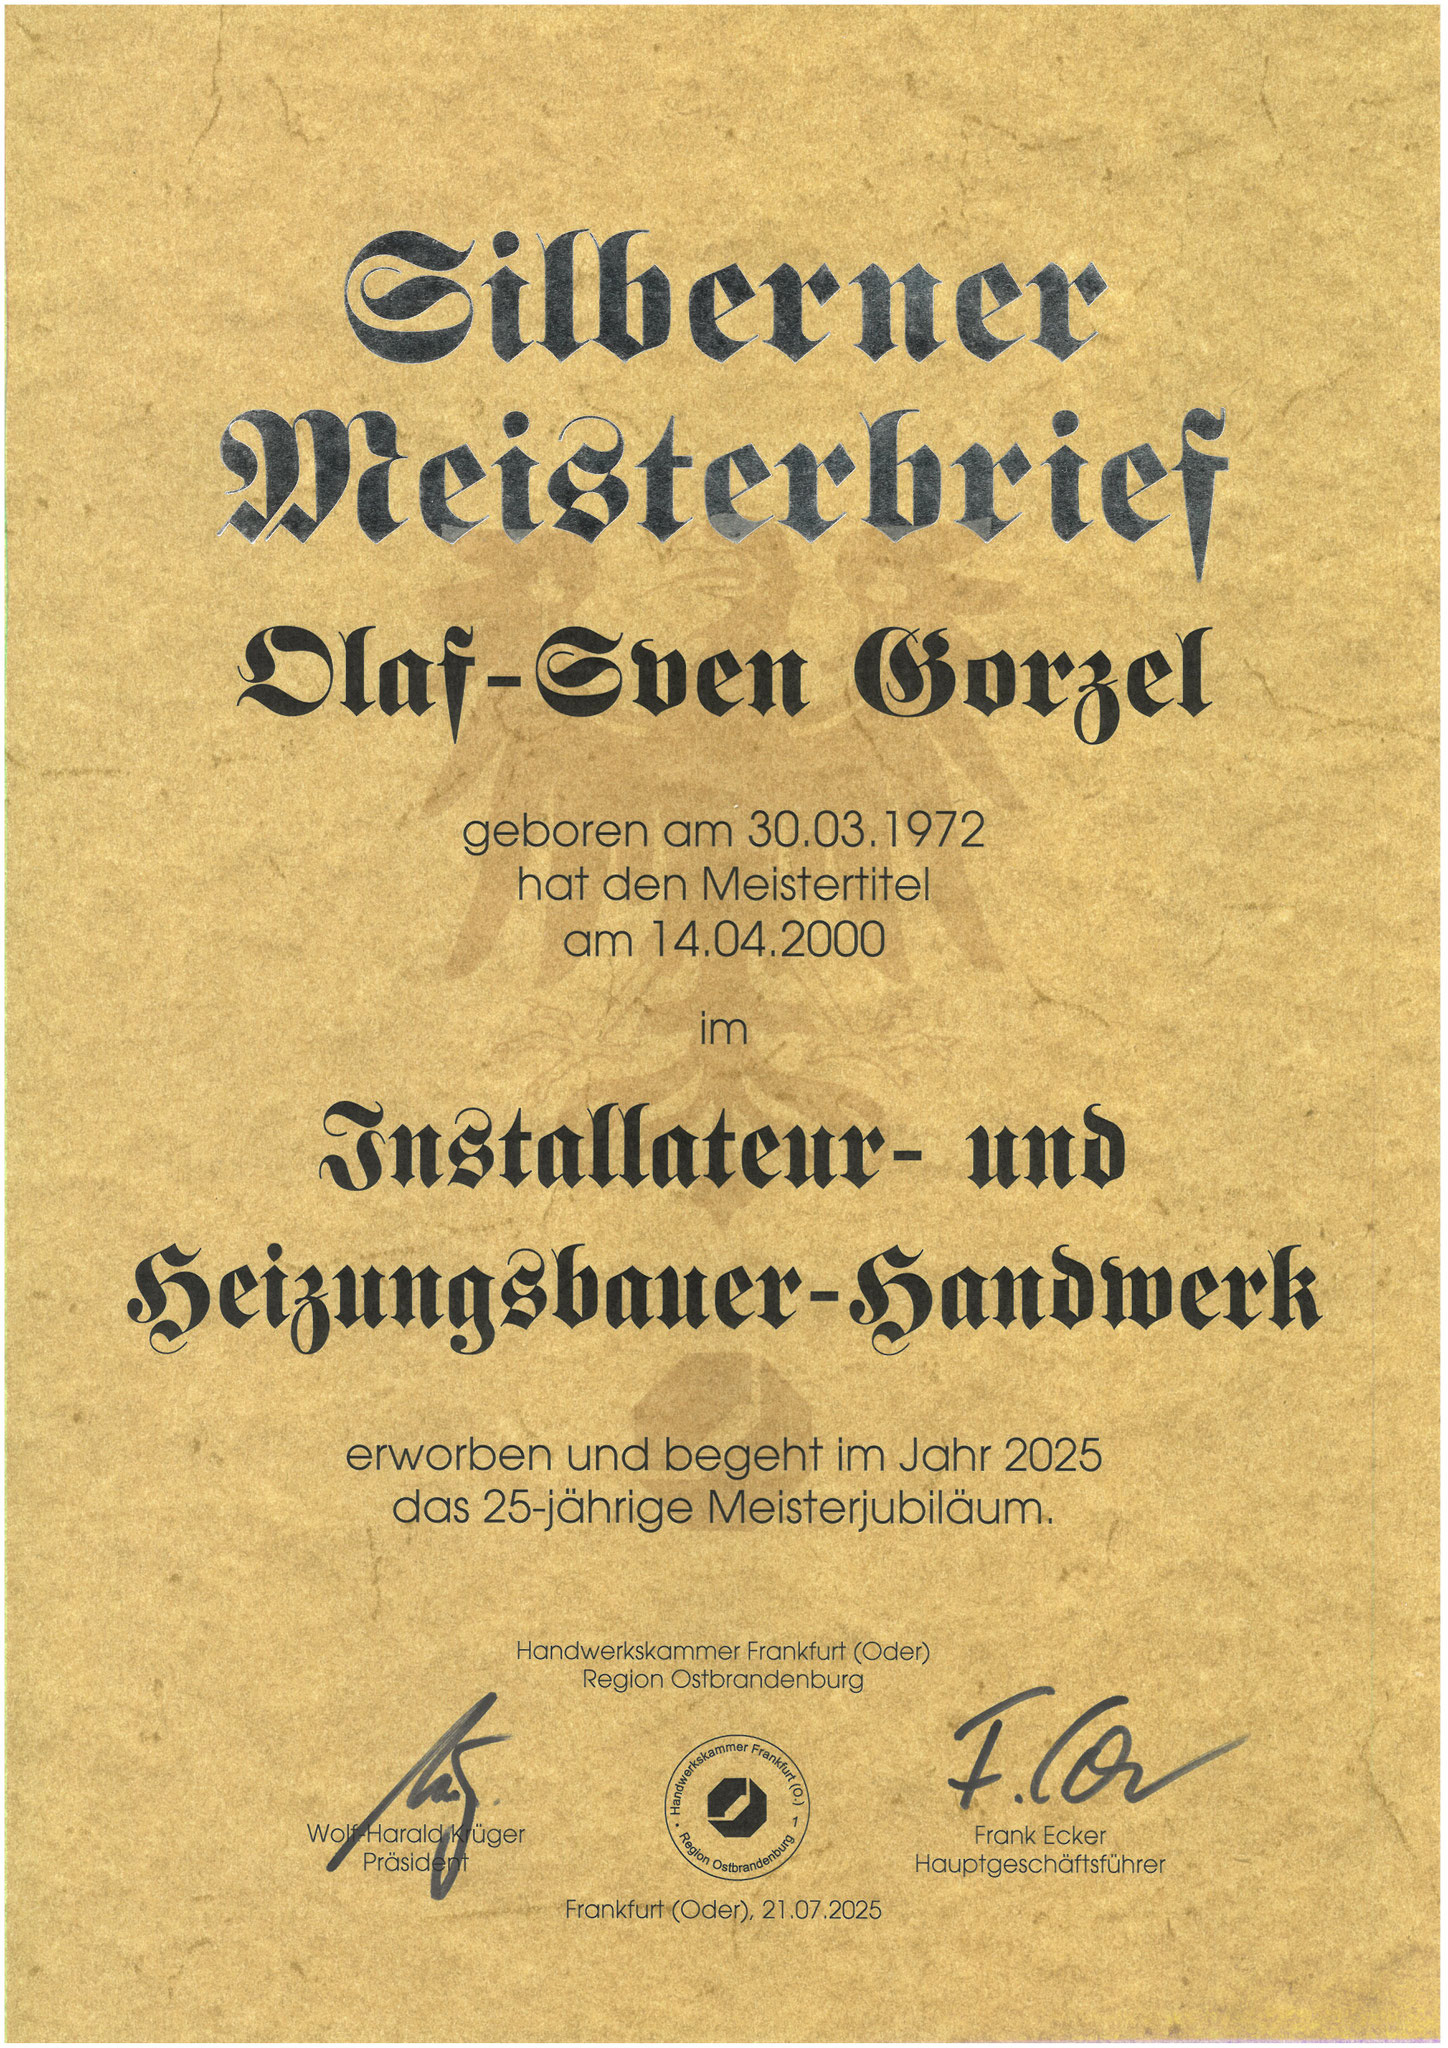 Silberner
Meisterbrief
Olaf-Sven Gorzel
geboren am 30.03.1972
hat den Meistertitel
am 14.04.2000
im
Installateur- und
Heizungsbauer-Handwerk
erworben und begeht im Jahr 2025
das 25-jährige Meisterjubiläum.
Handwerkskammer Frankfurt (Oder)
Region Ostbrandenburg
F. Ecker
Handwerkskammer Frankfurt (O.)
1
Region Ostbrandenburg
Wolf-Harald Krüger
Präsident
Frank Ecker
Hauptgeschäftsführer
Frankfurt (Oder), 21.07.2025